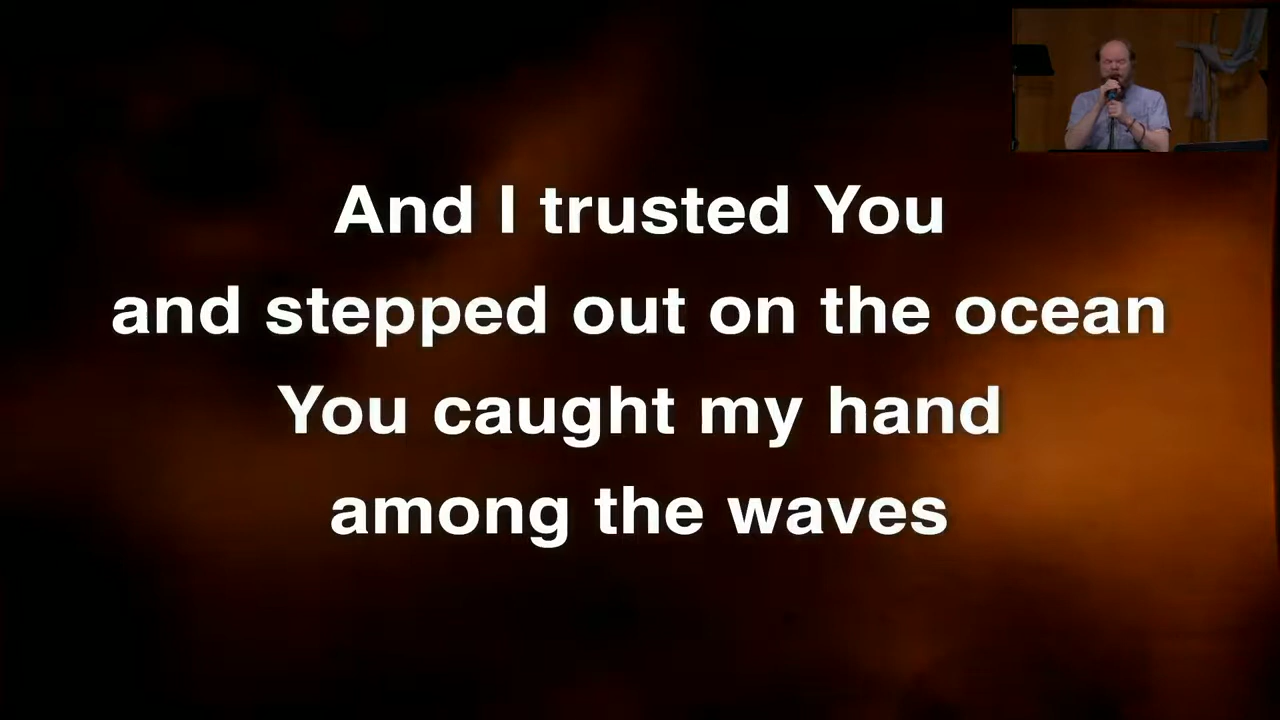 And I trusted You
and stepped out on the ocean
You caught my hand
among the waves